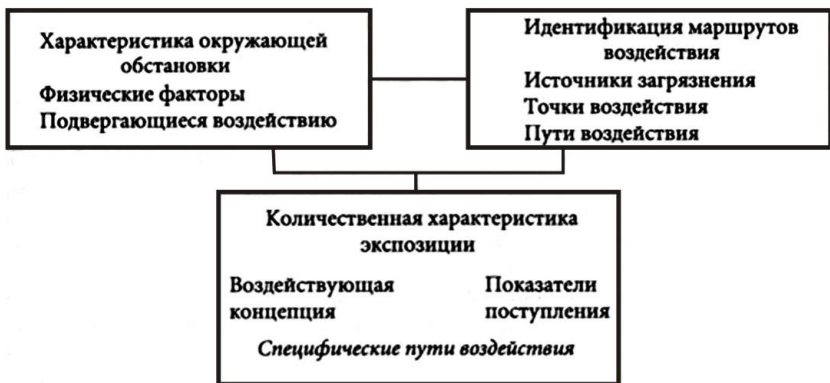 Характеристика окружающей
обстановки
Физические факторы
Подвергающиеся воздействию
Идентификация маршрутов
воздействия
Источники загрязнения
Точки воздействия
Пути воздействия
Количественная характеристика
экспозиции
Воздействующая
концепция
Показатели
поступления
Специфические пути воздействия